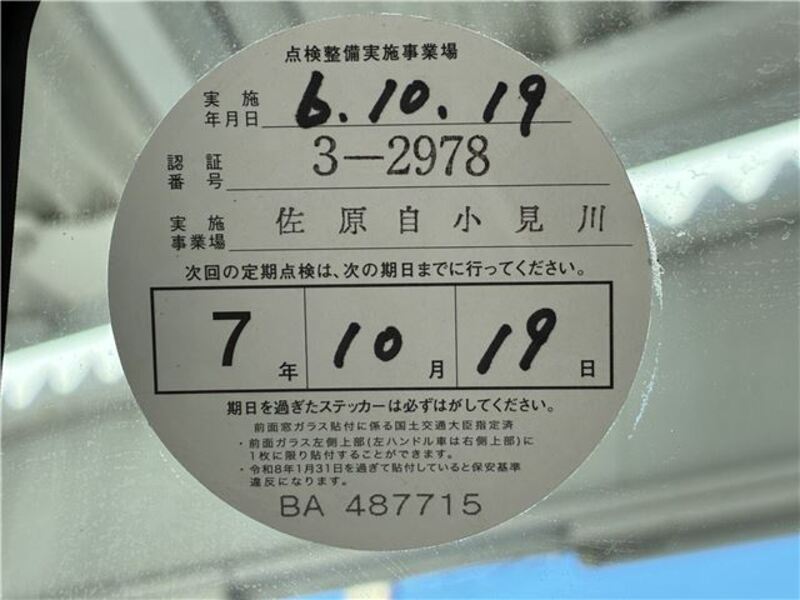 点検整備実施事業場
実施年月日 6.10.19
認証番号 3-2978
実施事業場 佐原自小見川
次回の定期点検は、次の期日までに行ってください。
7年 10月 19日
期日を過ぎたステッカーは必ずはがしてください。
前面窓ガラス貼付に係る国土交通大臣指定済
・前面ガラス左側上部(左ハンドル車は右側上部)に
1枚に限り貼付することができます。
・令和8年1月31日を過ぎて貼付していると保安基準
違反になります。
BA 487715